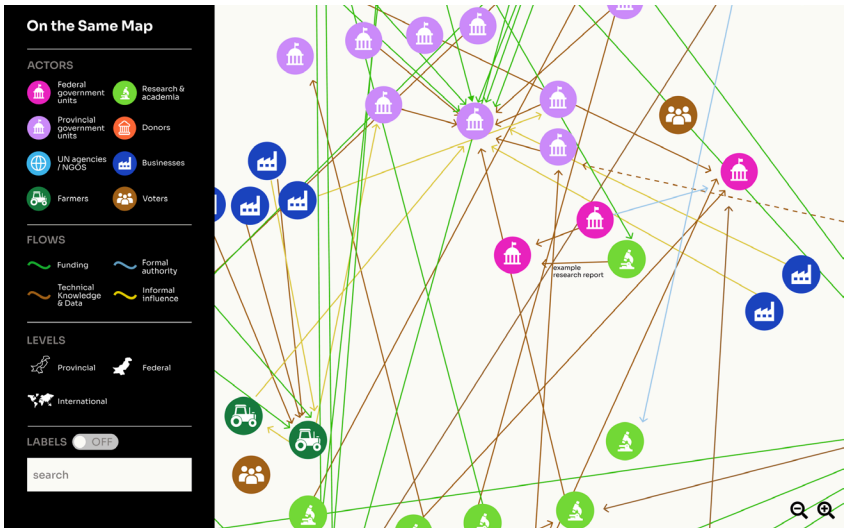 On the Same Map
ACTORS
Federal
government
units
Research &
academia
Provincial
government
units
Donors
UN agencies
/ NGOS
Businesses
Farmers
Voters
FLOWS
Funding
Formal
authority
Technical
Knowledge
& Data
Informal
influence
LEVELS
Provincial
Federal
International
LABELS
OFF
search
example
research report